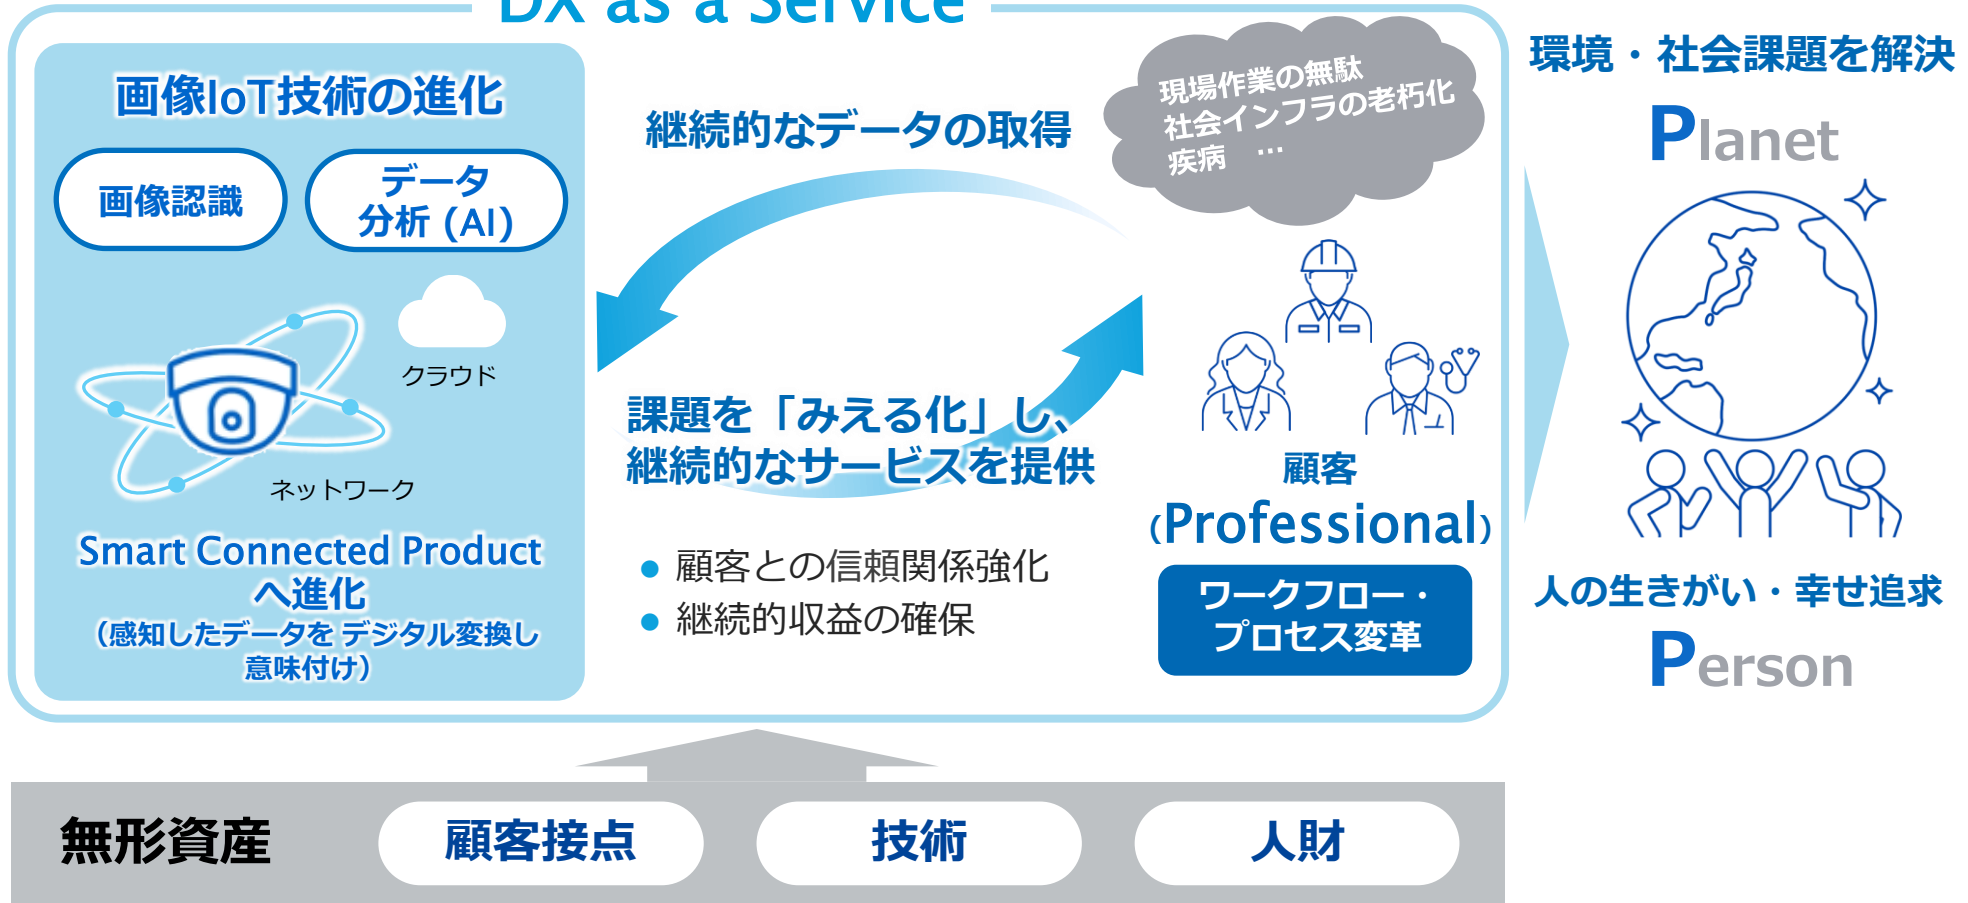 DX as a Service
画像IoT技術の進化
画像認識
データ
分析 (AI)
クラウド
ネットワーク
Smart Connected Product
へ進化
（感知したデータを デジタル変換し
意味付け）
継続的なデータの取得
課題を「みえる化」し、
継続的なサービスを提供
● 顧客との信頼関係強化
● 継続的収益の確保
現場作業の無駄
社会インフラの老朽化
疾病 …
顧客
(Professional)
ワークフロー・
プロセス変革
環境・社会課題を解決
Planet
人の生きがい・幸せ追求
Person
無形資産
顧客接点
技術
人財